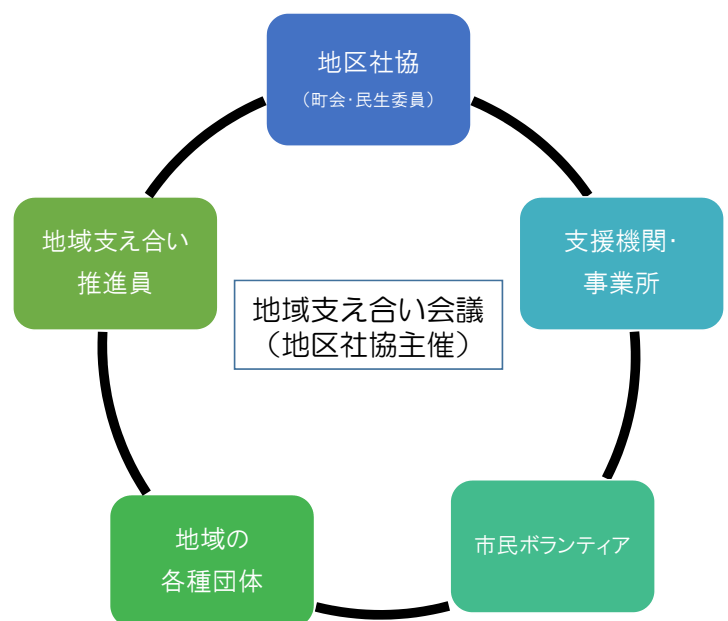 地区社協
（町会・民生委員）
支援機関・
事業所
市民ボランティア
地域の
各種団体
地域支え合い
推進員
地域支え合い会議
（地区社協主催）